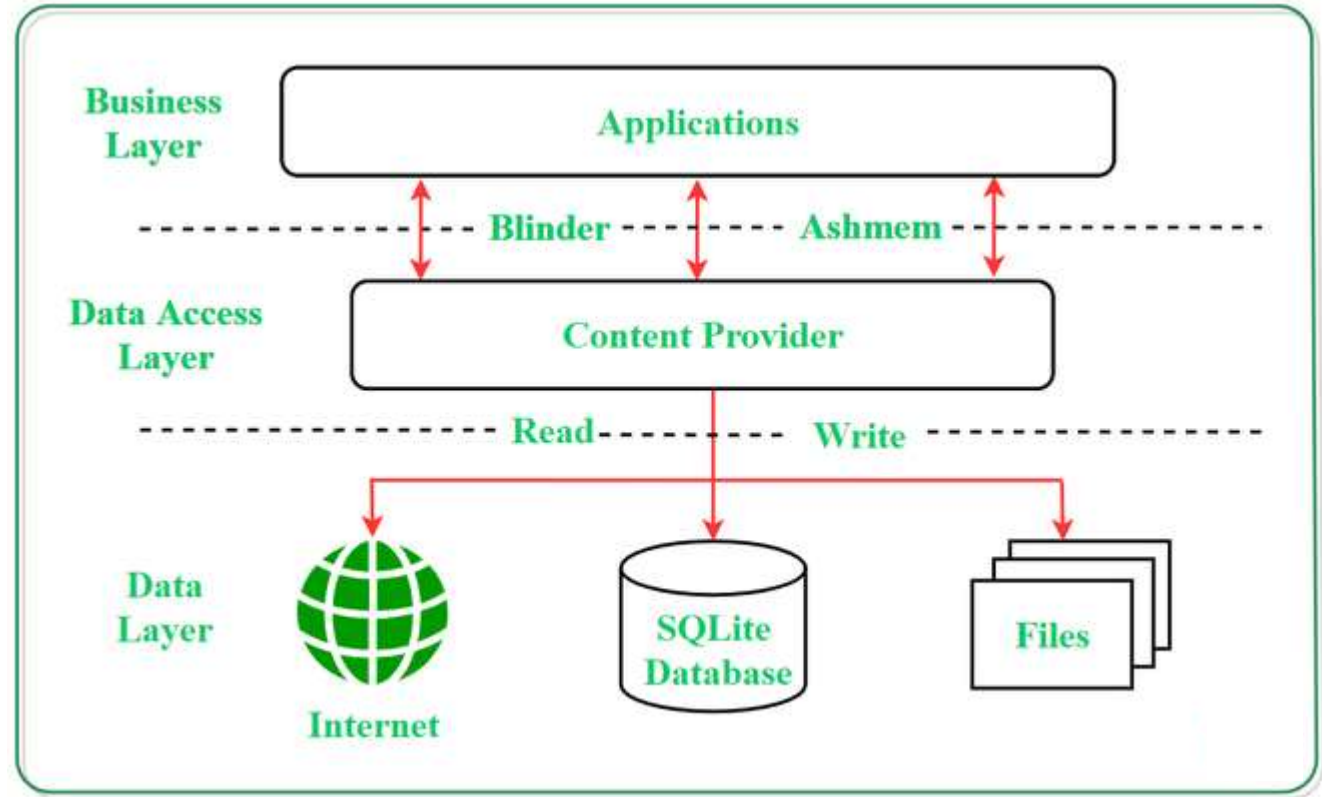 Business
Layer
Applications
Blinder
Ashmem
Data Access
Layer
Content Provider
Read
Write
Data
Layer
Internet
SQLite
Database
Files